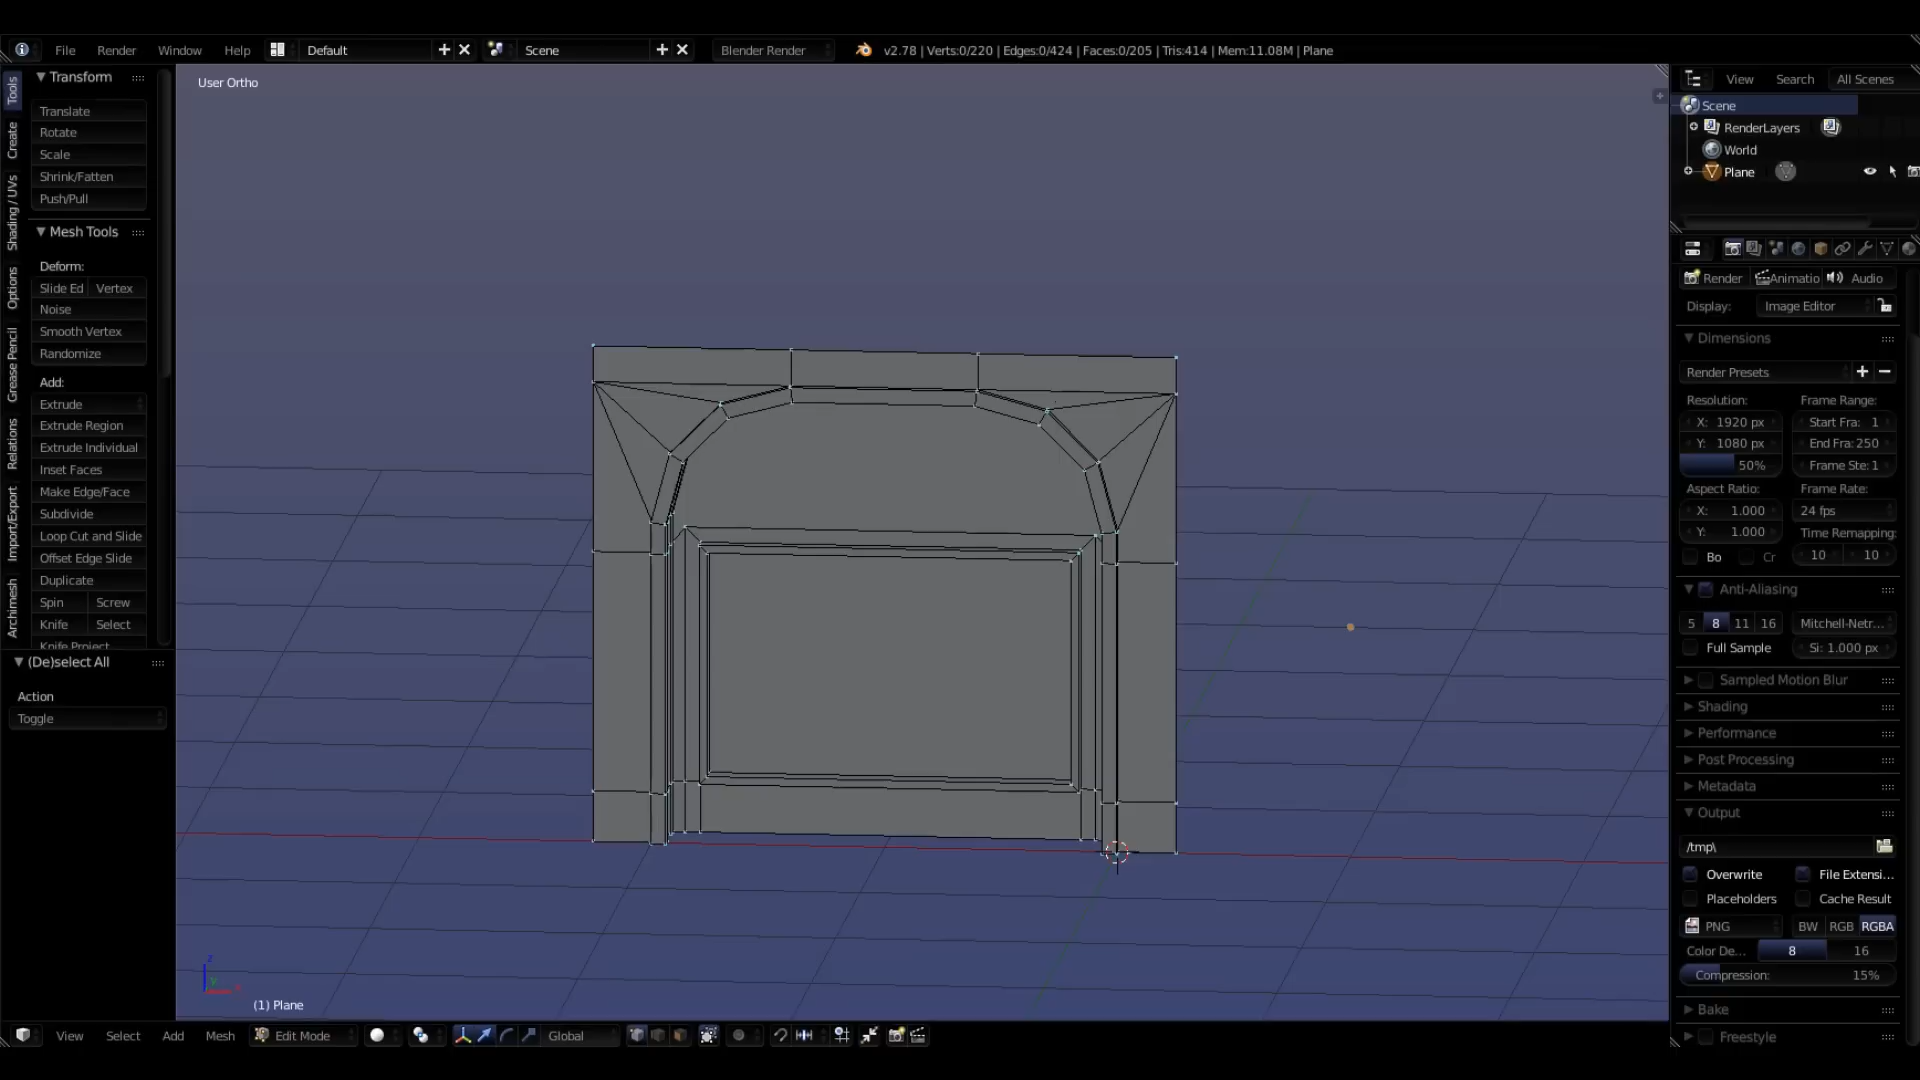 File Render Window Help Default Scene Blender Render v2.78 | Verts:0/220 | Edges:0/424 | Faces:0/205 | Tris:414 | Mem:11.08M | Plane
Tools
Create
Shading / UVs
Options
Grease Pencil
Relations
Import/Export
Archimesh
Transform
Translate
Rotate
Scale
Shrink/Fatten
Push/Pull
Mesh Tools
Deform:
Slide Ed Vertex
Noise
Smooth Vertex
Randomize
Add:
Extrude
Extrude Region
Extrude Individual
Inset Faces
Make Edge/Face
Subdivide
Loop Cut and Slide
Offset Edge Slide
Duplicate
Spin Screw
Knife Select
Knife Project
(De)select All
Action
Toggle
User Ortho
z
y
x
(1) Plane
View Select Add Mesh Edit Mode Global
View Search All Scenes
Scene
RenderLayers
World
Plane
Render Animatio Audio
Display: Image Editor
Dimensions
Render Presets
Resolution: Frame Range:
X: 1920 px Start Fra: 1
Y: 1080 px End Fra: 250
50% Frame Ste: 1
Aspect Ratio: Frame Rate:
X: 1.000 24 fps
Y: 1.000 Time Remapping:
Bo Cr 10 10
Anti-Aliasing
5 8 11 16 Mitchell-Netr...
Full Sample Si: 1.000 px
Sampled Motion Blur
Shading
Performance
Post Processing
Metadata
Output
/tmp\
Overwrite File Extensi...
Placeholders Cache Result
PNG BW RGB RGBA
Color De... 8 16
Compression: 15%
Bake
Freestyle